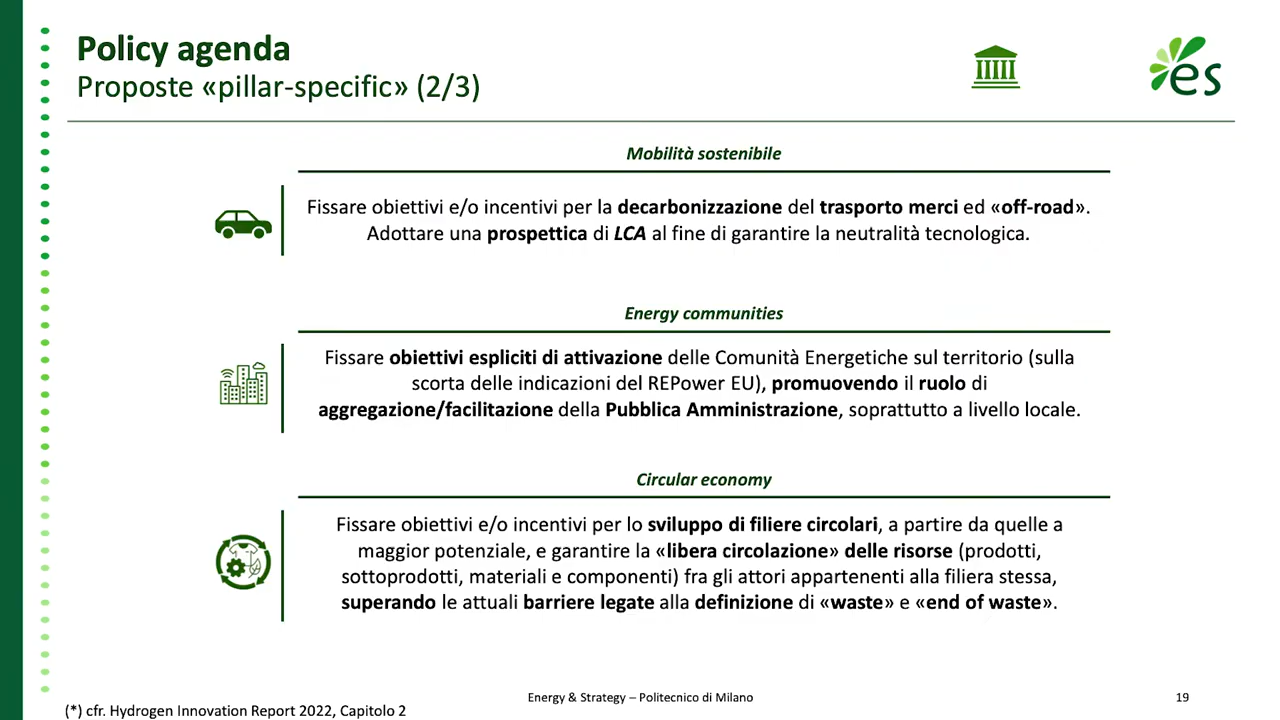 Policy agenda
Proposte «pillar-specific» (2/3)
es
Mobilità sostenibile
Fissare obiettivi e/o incentivi per la decarbonizzazione del trasporto merci ed «off-road».
Adottare una prospettica di LCA al fine di garantire la neutralità tecnologica.
Energy communities
Fissare obiettivi espliciti di attivazione delle Comunità Energetiche sul territorio (sulla
scorta delle indicazioni del REPower EU), promuovendo il ruolo di
aggregazione/facilitazione della Pubblica Amministrazione, soprattutto a livello locale.
Circular economy
Fissare obiettivi e/o incentivi per lo sviluppo di filiere circolari, a partire da quelle a
maggior potenziale, e garantire la «libera circolazione» delle risorse (prodotti,
sottoprodotti, materiali e componenti) fra gli attori appartenenti alla filiera stessa,
superando le attuali barriere legate alla definizione di «waste» e «end of waste».
Energy & Strategy – Politecnico di Milano
19
(*) cfr. Hydrogen Innovation Report 2022, Capitolo 2